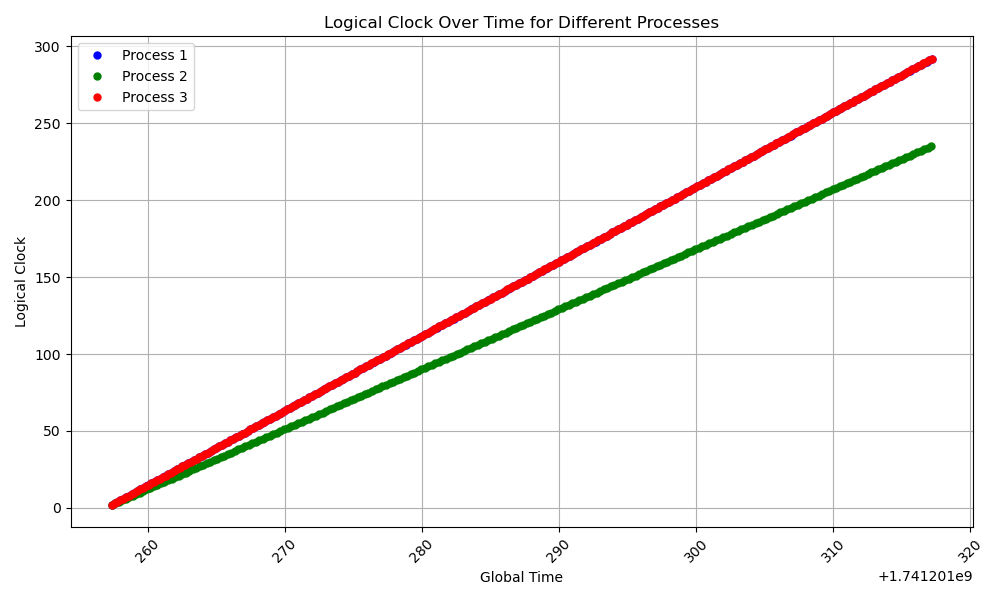 Logical Clock Over Time for Different Processes
Process 1
Process 2
Process 3
Logical Clock
300
250
200
150
100
50
0
260
270
280
290
300
310
320
Global Time
+1.741201e9